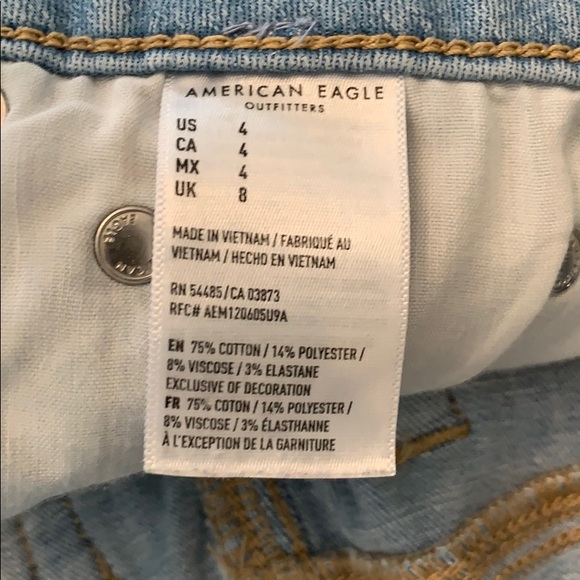 AMERICAN EAGLE
OUTFITTERS
US 4
CA 4
MX 4
UK 8
MADE IN VIETNAM / FABRIQUÉ AU
VIETNAM / HECHO EN VIETNAM
RN 54485/CA 03873
RFC# AEM120605U9A
EN 75% COTTON / 14% POLYESTER /
8% VISCOSE / 3% ELASTANE
EXCLUSIVE OF DECORATION
FR 75% COTON / 14% POLYESTER /
8% VISCOSE / 3% ÉLASTHANNE
À L'EXCEPTION DE LA GARNITURE
EAGLE